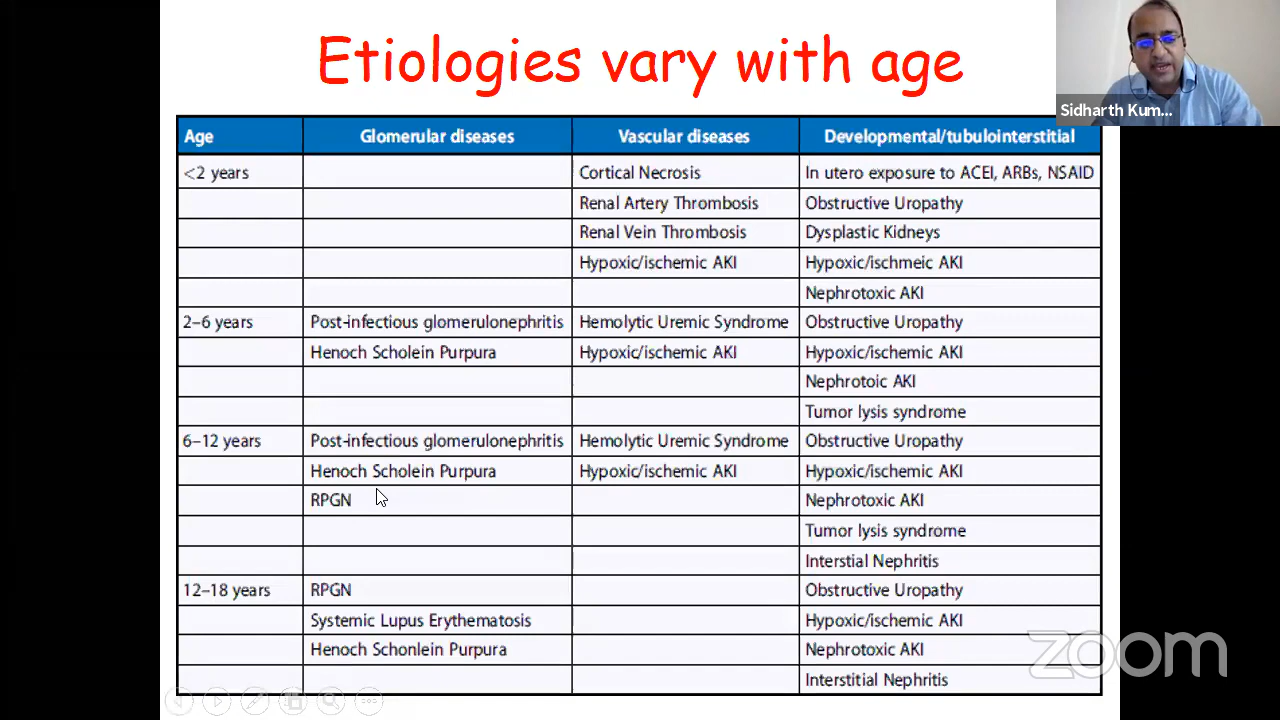 Etiologies vary with age
Sidharth Kum...
Age Glomerular diseases Vascular diseases Developmental/tubulointerstitial
<2 years Cortical Necrosis In utero exposure to ACEI, ARBs, NSAID
Renal Artery Thrombosis Obstructive Uropathy
Renal Vein Thrombosis Dysplastic Kidneys
Hypoxic/ischemic AKI Hypoxic/ischmeic AKI
Nephrotoxic AKI
2–6 years Post-infectious glomerulonephritis Hemolytic Uremic Syndrome Obstructive Uropathy
Henoch Scholein Purpura Hypoxic/ischemic AKI Hypoxic/ischemic AKI
Nephrotoic AKI
Tumor lysis syndrome
6–12 years Post-infectious glomerulonephritis Hemolytic Uremic Syndrome Obstructive Uropathy
Henoch Scholein Purpura Hypoxic/ischemic AKI Hypoxic/ischemic AKI
RPGN Nephrotoxic AKI
Tumor lysis syndrome
Interstial Nephritis
12–18 years RPGN Obstructive Uropathy
Systemic Lupus Erythematosis Hypoxic/ischemic AKI
Henoch Schonlein Purpura Nephrotoxic AKI
Interstitial Nephritis
zoom